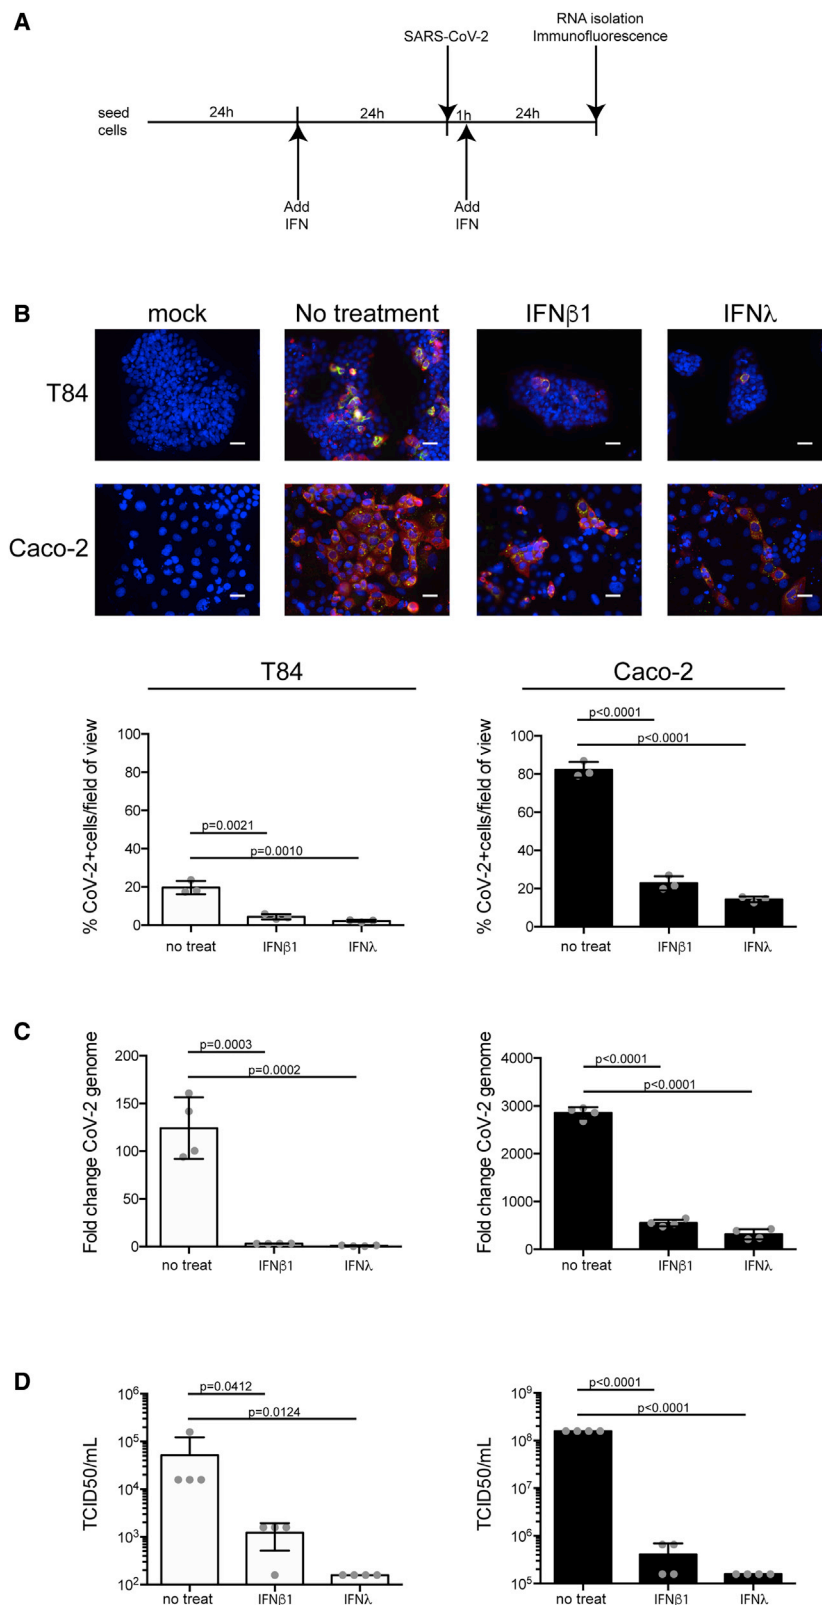 A
SARS-CoV-2
RNA isolation
Immunofluorescence
seed
cells
24h
24h
1h
24h
Add
IFN
Add
IFN
B
mock
No treatment
IFNβ1
IFNλ
T84
Caco-2
T84
% CoV-2+cells/field of view
100
80
60
40
20
0
p=0.0021
p=0.0010
no treat
IFNβ1
IFNλ
Caco-2
% CoV-2+cells/field of view
100
80
60
40
20
0
p<0.0001
p<0.0001
no treat
IFNβ1
IFNλ
C
Fold change CoV-2 genome
200
150
100
50
0
p=0.0003
p=0.0002
no treat
IFNβ1
IFNλ
Fold change CoV-2 genome
4000
3000
2000
1000
0
p<0.0001
p<0.0001
no treat
IFNβ1
IFNλ
D
TCID50/mL
10⁶
10⁵
10⁴
10³
10²
p=0.0412
p=0.0124
no treat
IFNβ1
IFNλ
TCID50/mL
10⁹
10⁸
10⁷
10⁶
10⁵
p<0.0001
p<0.0001
no treat
IFNβ1
IFNλ